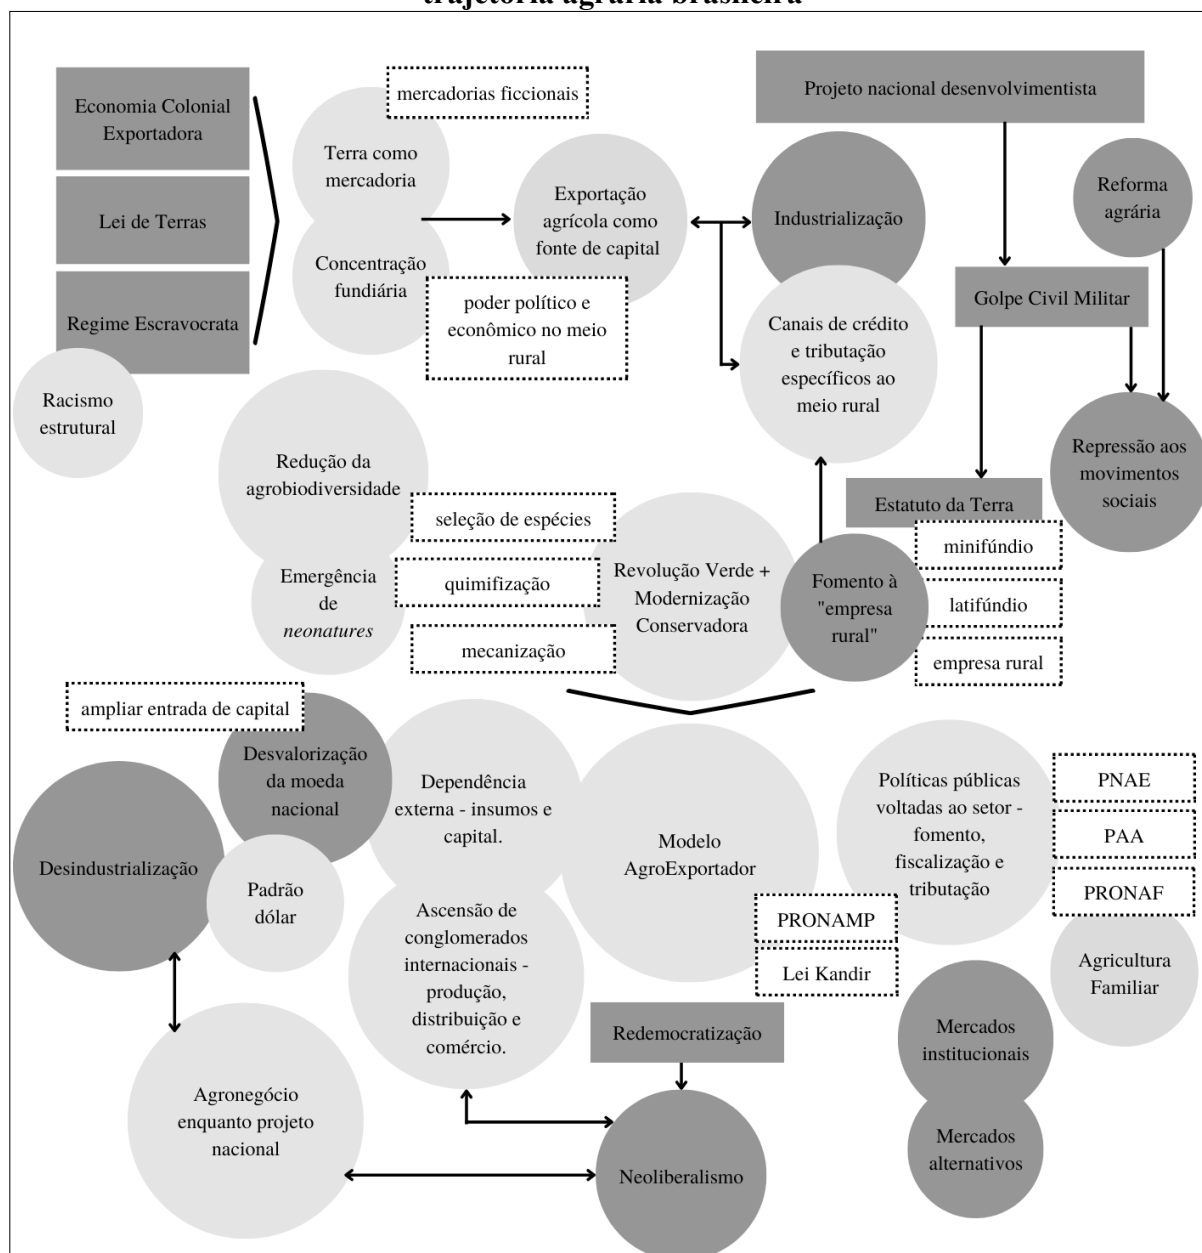 trajetória agrária brasileira
Economia Colonial
Exportadora
Lei de Terras
Regime Escravocrata
Racismo
estrutural
mercadorias ficcionais
Terra como
mercadoria
Concentração
fundiária
Exportação
agrícola como
fonte de capital
poder político e
econômico no meio
rural
Projeto nacional desenvolvimentista
Industrialização
Reforma
agrária
Golpe Civil Militar
Canais de crédito
e tributação
específicos ao
meio rural
Repressão aos
movimentos
sociais
Estatuto da Terra
minifúndio
latifúndio
empresa rural
Fomento à
"empresa
rural"
Redução da
agrobiodiversidade
Emergência
de
neonatures
seleção de espécies
quimifização
mecanização
Revolução Verde +
Modernização
Conservadora
ampliar entrada de capital
Desvalorização
da moeda
nacional
Desindustrialização
Padrão
dólar
Dependência
externa - insumos e
capital.
Ascensão de
conglomerados
internacionais -
produção,
distribuição e
comércio.
Modelo
AgroExportador
PRONAMP
Lei Kandir
Políticas públicas
voltadas ao setor -
fomento,
fiscalização e
tributação
PNAE
PAA
PRONAF
Agricultura
Familiar
Mercados
institucionais
Mercados
alternativos
Redemocratização
Neoliberalismo
Agronegócio
enquanto projeto
nacional